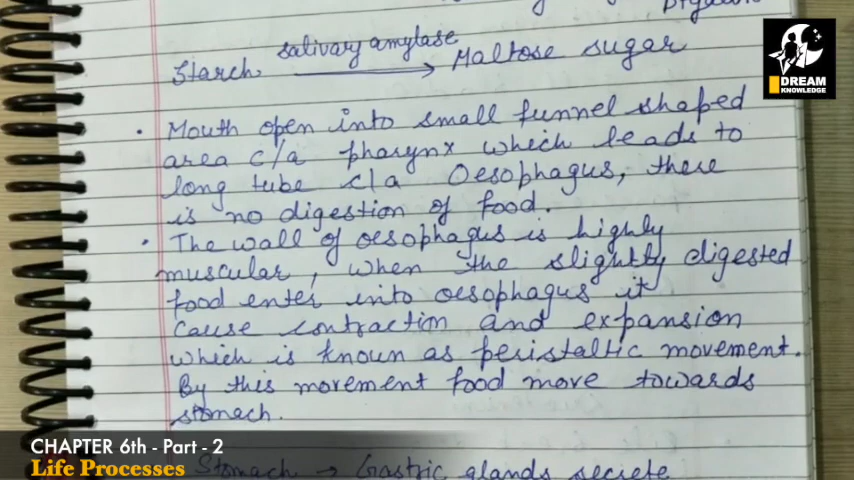 salivary amylase
Starch. → Maltose sugar
DREAM
KNOWLEDGE
• Mouth open into small funnel shaped
area c/a pharynx which leads to
long tube c/a Oesophagus, there
is no digestion of food.
• The wall of oesophagus is highly
muscular, when the slightly digested
food enter into oesophagus it
cause contraction and expansion
which is known as peristaltic movement.
By this movement food move towards
stomach.
CHAPTER 6th - Part - 2
Life Processes
Stomach → Gastric glands secrete